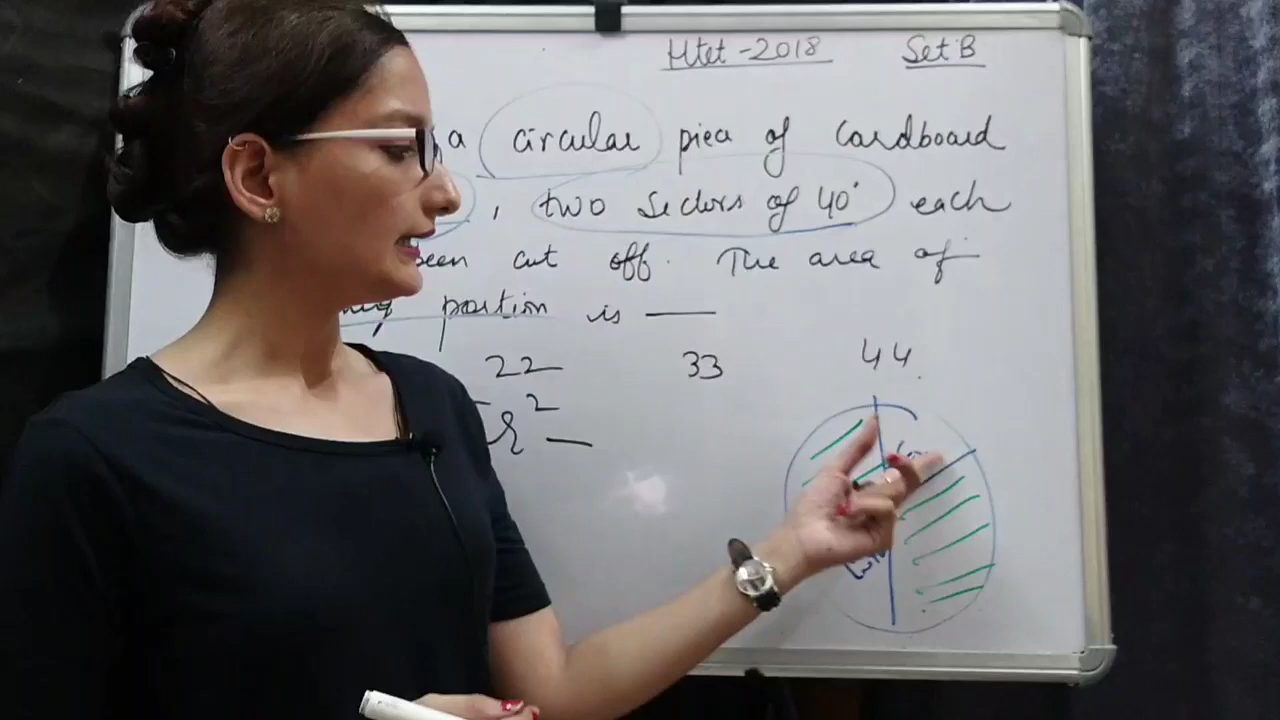 Htet - 2018 Set B
a circular piece of cardboard
, two sectors of 40° each
been cut off. The area of
portion is ——
22 33 44
r² —